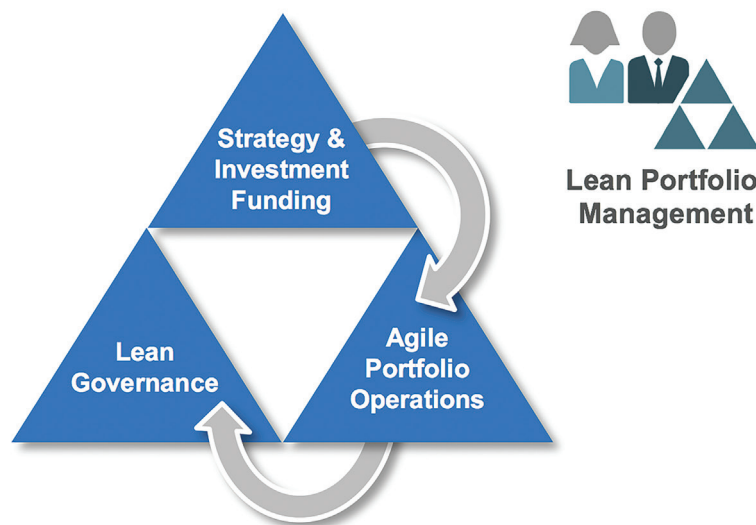 Strategy &
Investment
Funding
Lean
Governance
Agile
Portfolio
Operations
Lean Portfolio
Management